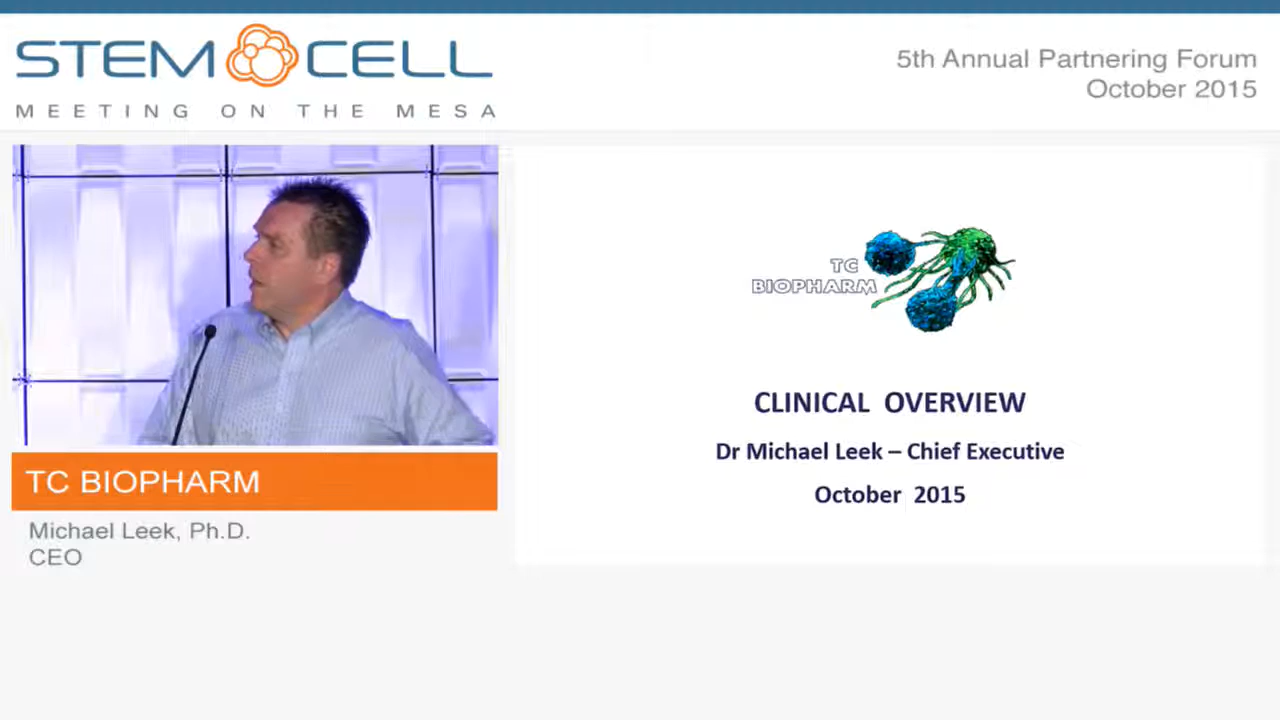 STEM CELL
MEETING ON THE MESA
5th Annual Partnering Forum
October 2015
TC BIOPHARM
Michael Leek, Ph.D.
CEO
TC
BIOPHARM
CLINICAL OVERVIEW
Dr Michael Leek – Chief Executive
October 2015